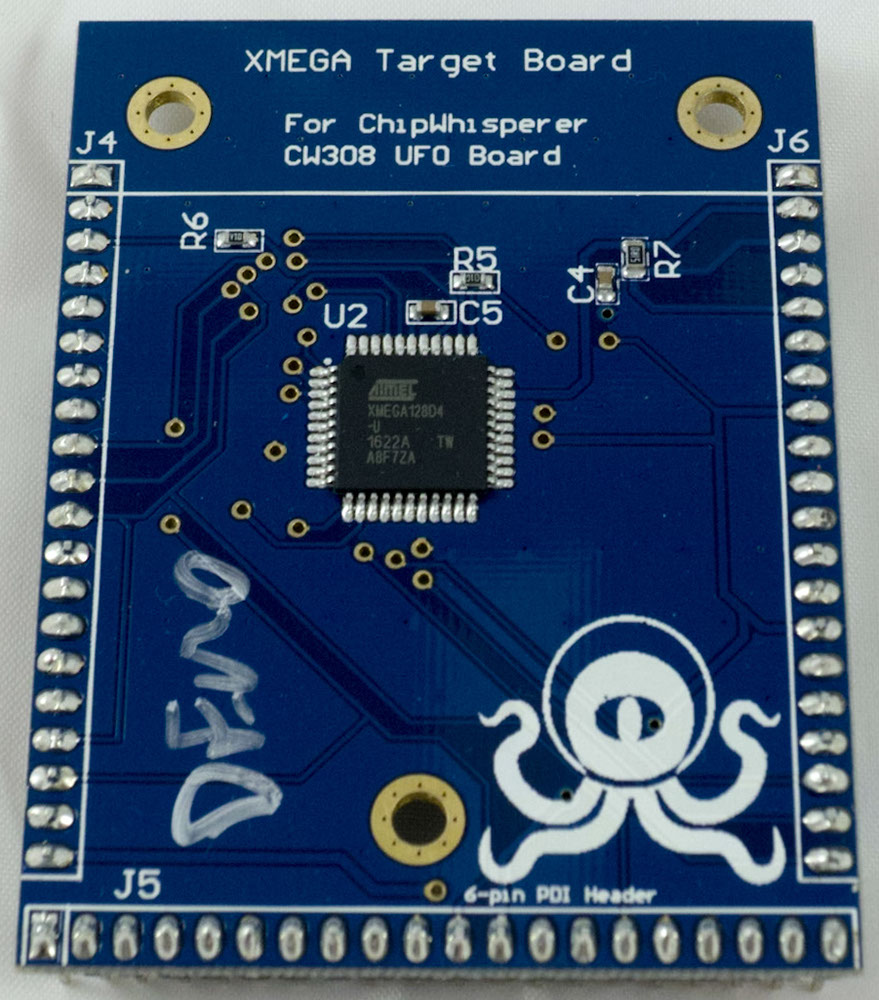 XMEGA Target Board
For ChipWhisperer
CW308 UFO Board
J4
J6
R6
R5
R7
C4
C5
U2
ATMEL
XMEGA128D4
-U
1622A TW
A8F7ZA
DEMO
6-pin PDI Header
J5